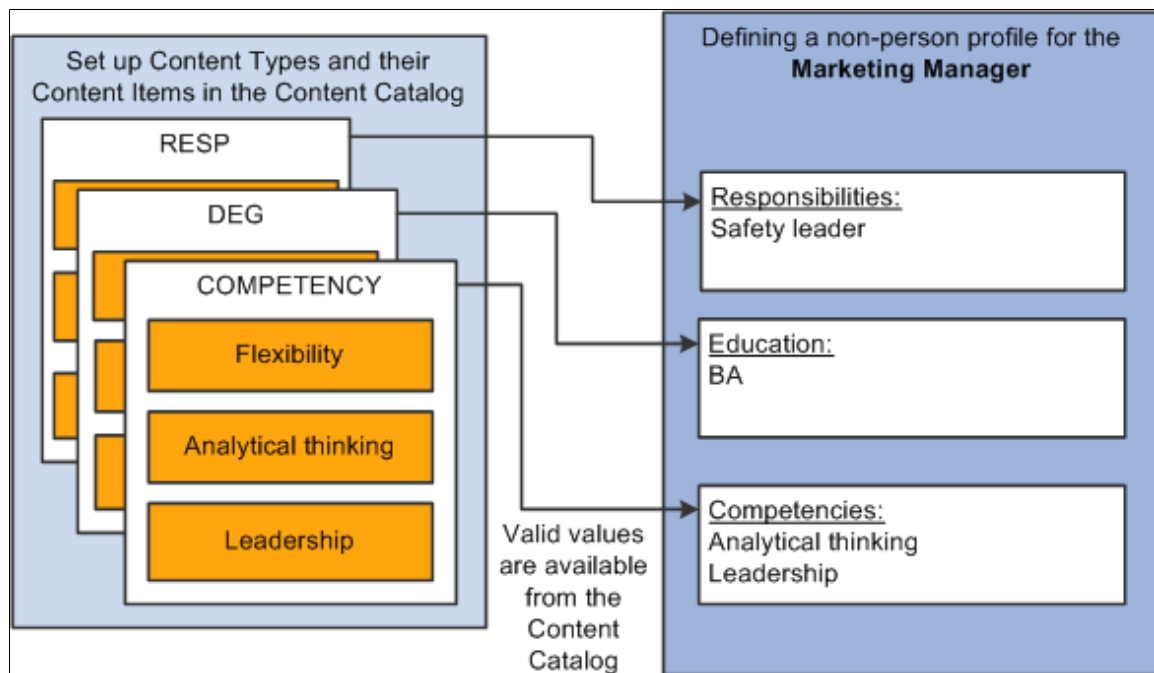 Set up Content Types and their
Content Items in the Content Catalog
RESP
DEG
COMPETENCY
Flexibility
Analytical thinking
Leadership
Valid values
are available
from the
Content
Catalog
Defining a non-person profile for the
Marketing Manager
Responsibilities:
Safety leader
Education:
BA
Competencies:
Analytical thinking
Leadership